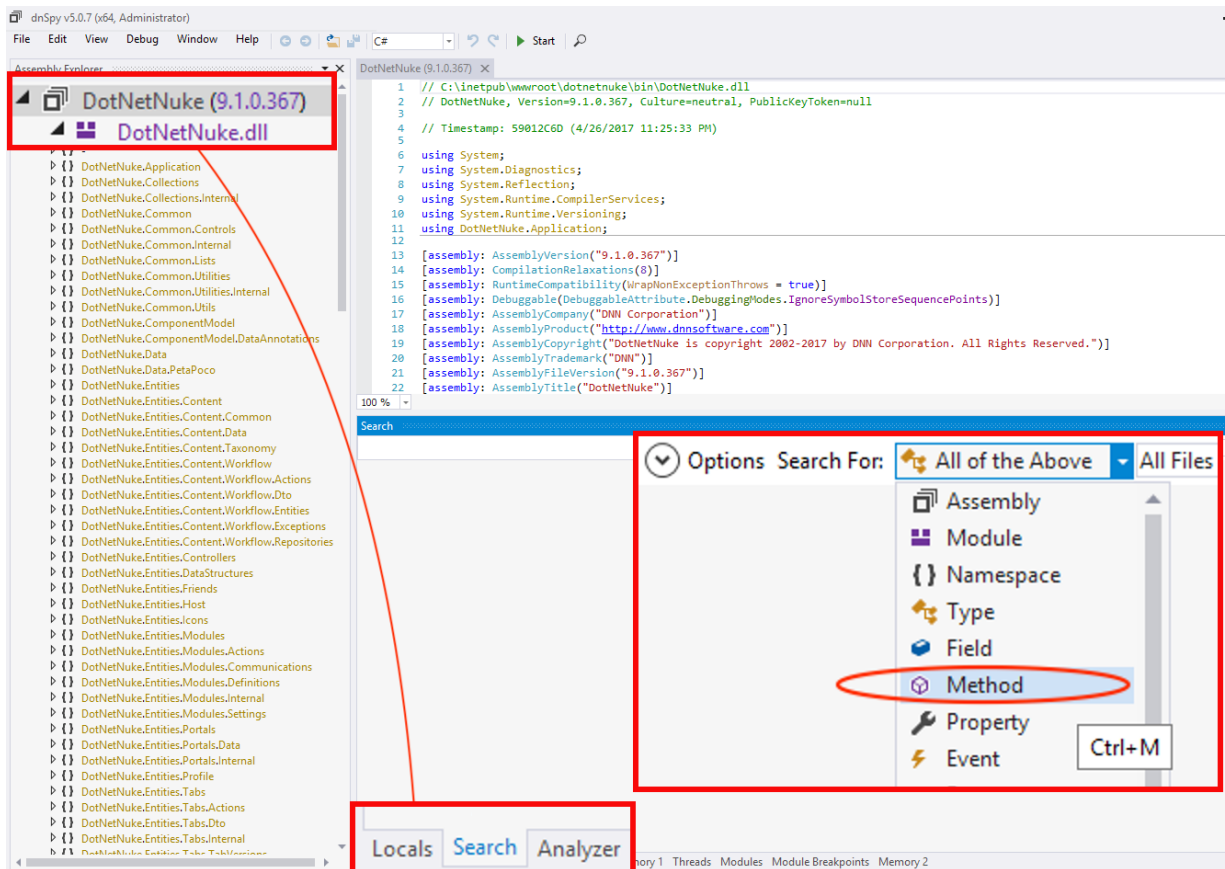 dnSpy v5.0.7 (x64, Administrator)
File Edit View Debug Window Help C# Start
Assembly Explorer
DotNetNuke (9.1.0.367)
DotNetNuke.dll
{ } -
{ } DotNetNuke.Application
{ } DotNetNuke.Collections
{ } DotNetNuke.Collections.Internal
{ } DotNetNuke.Common
{ } DotNetNuke.Common.Controls
{ } DotNetNuke.Common.Internal
{ } DotNetNuke.Common.Lists
{ } DotNetNuke.Common.Utilities
{ } DotNetNuke.Common.Utilities.Internal
{ } DotNetNuke.Common.Utils
{ } DotNetNuke.ComponentModel
{ } DotNetNuke.ComponentModel.DataAnnotations
{ } DotNetNuke.Data
{ } DotNetNuke.Data.PetaPoco
{ } DotNetNuke.Entities
{ } DotNetNuke.Entities.Content
{ } DotNetNuke.Entities.Content.Common
{ } DotNetNuke.Entities.Content.Data
{ } DotNetNuke.Entities.Content.Taxonomy
{ } DotNetNuke.Entities.Content.Workflow
{ } DotNetNuke.Entities.Content.Workflow.Actions
{ } DotNetNuke.Entities.Content.Workflow.Dto
{ } DotNetNuke.Entities.Content.Workflow.Entities
{ } DotNetNuke.Entities.Content.Workflow.Exceptions
{ } DotNetNuke.Entities.Content.Workflow.Repositories
{ } DotNetNuke.Entities.Controllers
{ } DotNetNuke.Entities.DataStructures
{ } DotNetNuke.Entities.Friends
{ } DotNetNuke.Entities.Host
{ } DotNetNuke.Entities.Icons
{ } DotNetNuke.Entities.Modules
{ } DotNetNuke.Entities.Modules.Actions
{ } DotNetNuke.Entities.Modules.Communications
{ } DotNetNuke.Entities.Modules.Definitions
{ } DotNetNuke.Entities.Modules.Internal
{ } DotNetNuke.Entities.Modules.Settings
{ } DotNetNuke.Entities.Portals
{ } DotNetNuke.Entities.Portals.Data
{ } DotNetNuke.Entities.Portals.Internal
{ } DotNetNuke.Entities.Profile
{ } DotNetNuke.Entities.Tabs
{ } DotNetNuke.Entities.Tabs.Actions
{ } DotNetNuke.Entities.Tabs.Dto
{ } DotNetNuke.Entities.Tabs.Internal
{ } DotNetNuke.Entities.Tabs.TabVersions
DotNetNuke (9.1.0.367)
1 // C:\inetpub\wwwroot\dotnetnuke\bin\DotNetNuke.dll
2 // DotNetNuke, Version=9.1.0.367, Culture=neutral, PublicKeyToken=null
3
4 // Timestamp: 59012C6D (4/26/2017 11:25:33 PM)
5
6 using System;
7 using System.Diagnostics;
8 using System.Reflection;
9 using System.Runtime.CompilerServices;
10 using System.Runtime.Versioning;
11 using DotNetNuke.Application;
12
13 [assembly: AssemblyVersion("9.1.0.367")]
14 [assembly: CompilationRelaxations(8)]
15 [assembly: RuntimeCompatibility(WrapNonExceptionThrows = true)]
16 [assembly: Debuggable(DebuggableAttribute.DebuggingModes.IgnoreSymbolStoreSequencePoints)]
17 [assembly: AssemblyCompany("DNN Corporation")]
18 [assembly: AssemblyProduct("http://www.dnnsoftware.com")]
19 [assembly: AssemblyCopyright("DotNetNuke is copyright 2002-2017 by DNN Corporation. All Rights Reserved.")]
20 [assembly: AssemblyTrademark("DNN")]
21 [assembly: AssemblyFileVersion("9.1.0.367")]
22 [assembly: AssemblyTitle("DotNetNuke")]
100 %
Search
Options Search For: All of the Above All Files
Assembly
Module
{ } Namespace
Type
Field
Method
Property
Event
Ctrl+M
Locals Search Analyzer
mory 1 Threads Modules Module Breakpoints Memory 2